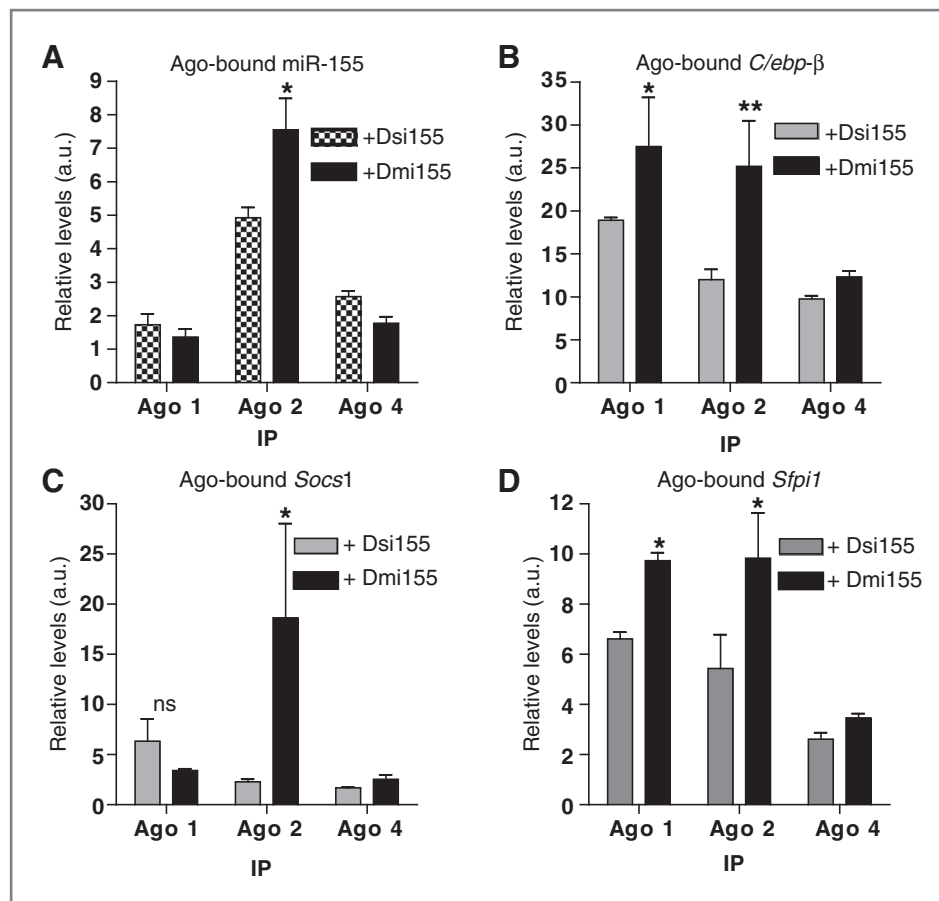 A
Ago-bound miR-155
Relative levels (a.u.)
9
8
7
6
5
4
3
2
1
0
*
+Dsi155
+Dmi155
Ago 1 Ago 2 Ago 4
IP
B
Ago-bound C/ebp-β
Relative levels (a.u.)
35
30
25
20
15
10
5
0
* **
+Dsi155
+Dmi155
Ago 1 Ago 2 Ago 4
IP
C
Ago-bound Socs1
Relative levels (a.u.)
30
25
20
15
10
5
0
ns *
+ Dsi155
+ Dmi155
Ago 1 Ago 2 Ago 4
IP
D
Ago-bound Sfpi1
Relative levels (a.u.)
12
10
8
6
4
2
0
* *
+ Dsi155
+ Dmi155
Ago 1 Ago 2 Ago 4
IP